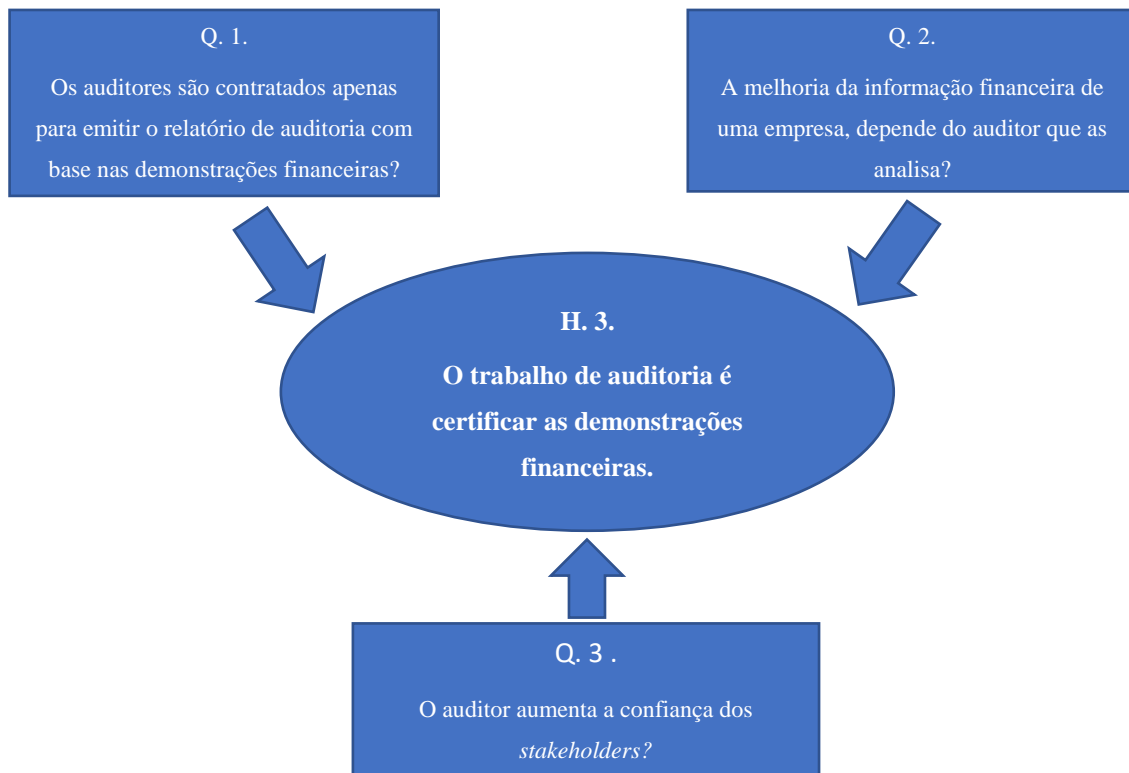 Q. 1.
Os auditores são contratados apenas
para emitir o relatório de auditoria com
base nas demonstrações financeiras?
Q. 2.
A melhoria da informação financeira de
uma empresa, depende do auditor que as
analisa?
H. 3.
O trabalho de auditoria é
certificar as demonstrações
financeiras.
Q. 3 .
O auditor aumenta a confiança dos
stakeholders?